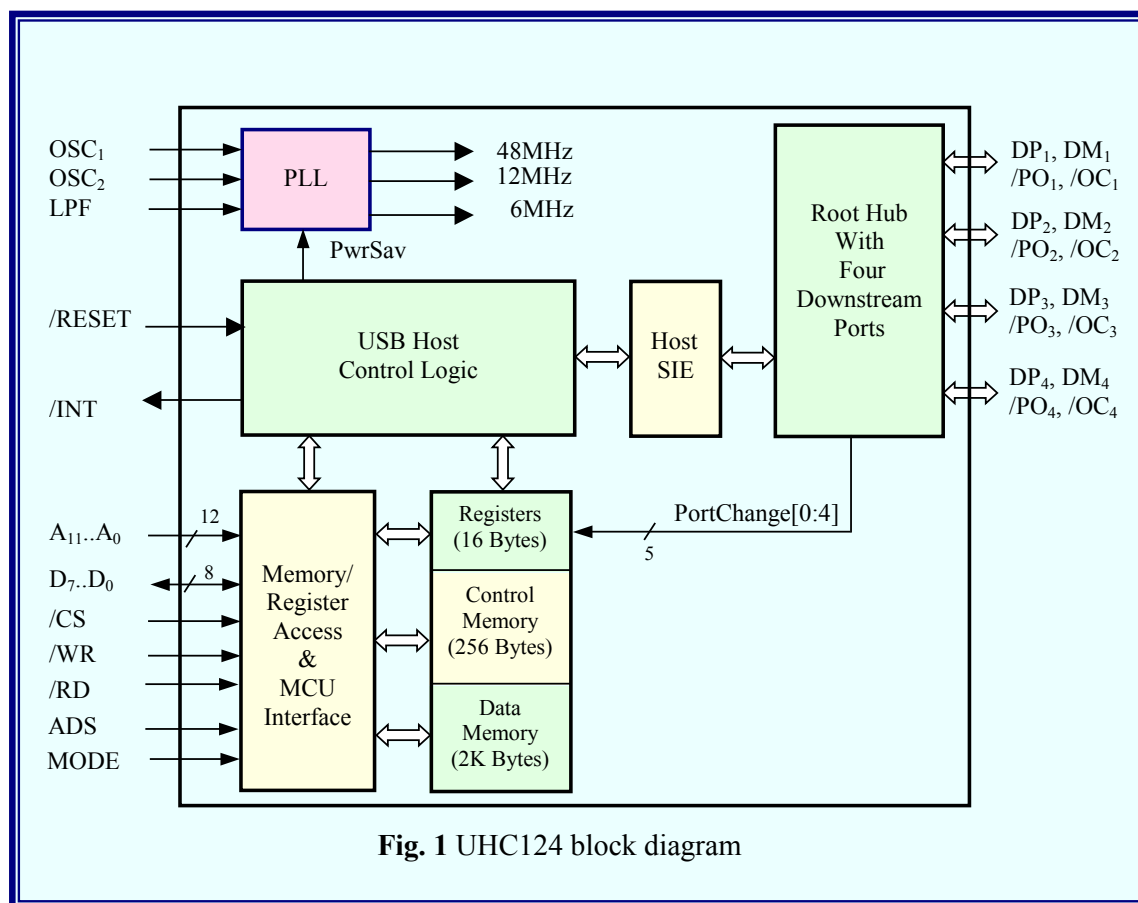 OSC₁
OSC₂
LPF
PLL
48MHz
12MHz
6MHz
PwrSav
/RESET
/INT
USB Host
Control Logic
Host
SIE
Root Hub
With
Four
Downstream
Ports
DP₁, DM₁
/PO₁, /OC₁
DP₂, DM₂
/PO₂, /OC₂
DP₃, DM₃
/PO₃, /OC₃
DP₄, DM₄
/PO₄, /OC₄
A₁₁..A₀
12
D₇..D₀
8
/CS
/WR
/RD
ADS
MODE
Memory/
Register
Access
&
MCU
Interface
Registers
(16 Bytes)
Control
Memory
(256 Bytes)
Data
Memory
(2K Bytes)
PortChange[0:4]
5
Fig. 1 UHC124 block diagram